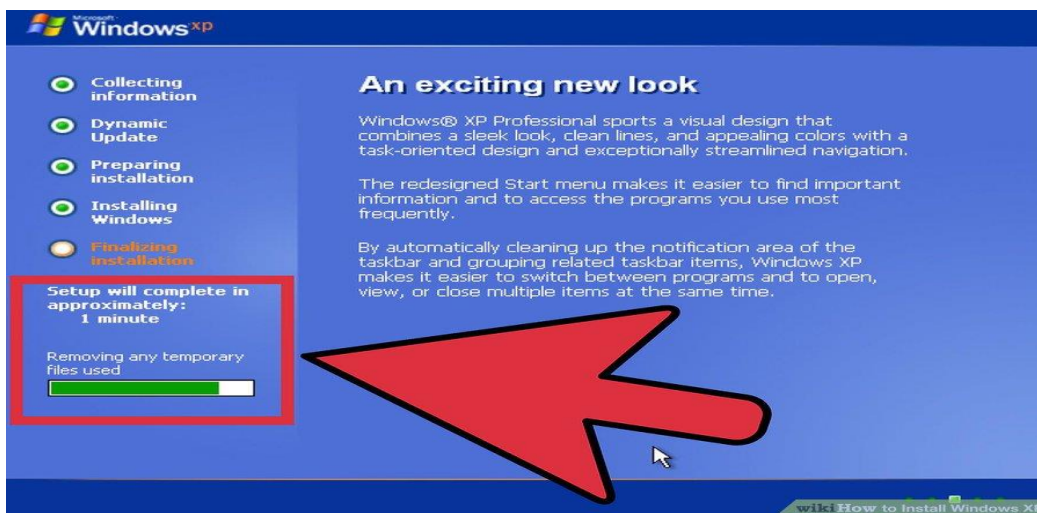 Microsoft
Windows xp
Collecting
information
Dynamic
Update
Preparing
installation
Installing
Windows
Finalizing
installation
Setup will complete in
approximately:
1 minute
Removing any temporary
files used
An exciting new look
Windows® XP Professional sports a visual design that
combines a sleek look, clean lines, and appealing colors with a
task-oriented design and exceptionally streamlined navigation.
The redesigned Start menu makes it easier to find important
information and to access the programs you use most
frequently.
By automatically cleaning up the notification area of the
taskbar and grouping related taskbar items, Windows XP
makes it easier to switch between programs and to open,
view, or close multiple items at the same time.
wikiHow to Install Windows XP